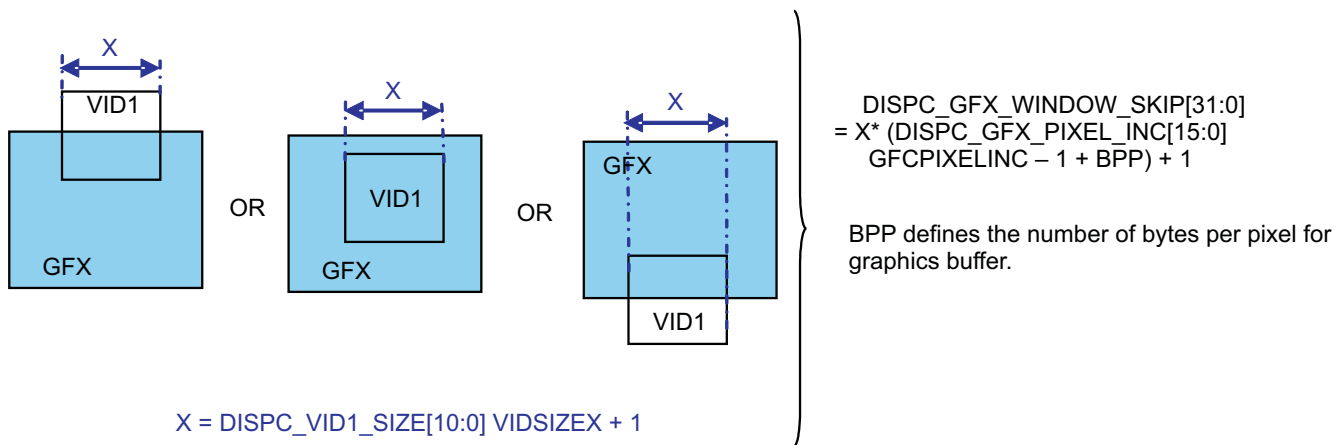 X
VID1
GFX
OR
X
VID1
GFX
OR
X
GFX
VID1
DISPC_GFX_WINDOW_SKIP[31:0]
= X* (DISPC_GFX_PIXEL_INC[15:0]
GFCPIXELINC – 1 + BPP) + 1
BPP defines the number of bytes per pixel for
graphics buffer.
X = DISPC_VID1_SIZE[10:0] VIDSIZEX + 1